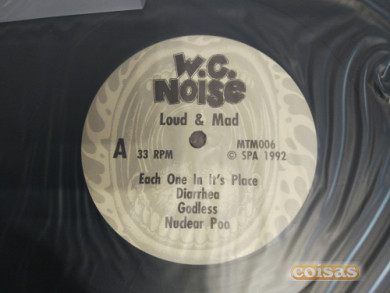 W.C.
NOISE
Loud & Mad
A 33 RPM
MTM006
© SPA 1992
Each One In It's Place
Diarrhea
Godless
Nuclear Poo
coisas